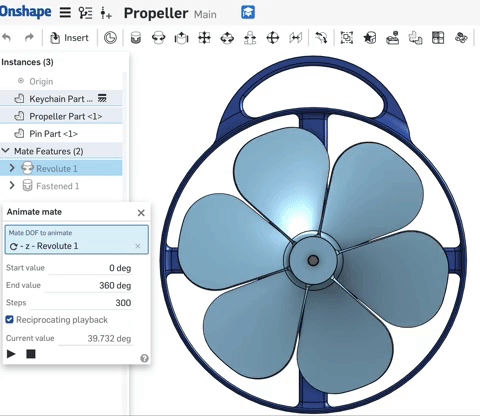 Onshape Propeller Main
Insert
Instances (3)
Origin
Keychain Part ...
Propeller Part <1>
Pin Part <1>
Mate Features (2)
Revolute 1
Fastened 1
Animate mate
Mate DOF to animate
- z - Revolute 1
Start value 0 deg
End value 360 deg
Steps 300
Reciprocating playback
Current value 39.732 deg